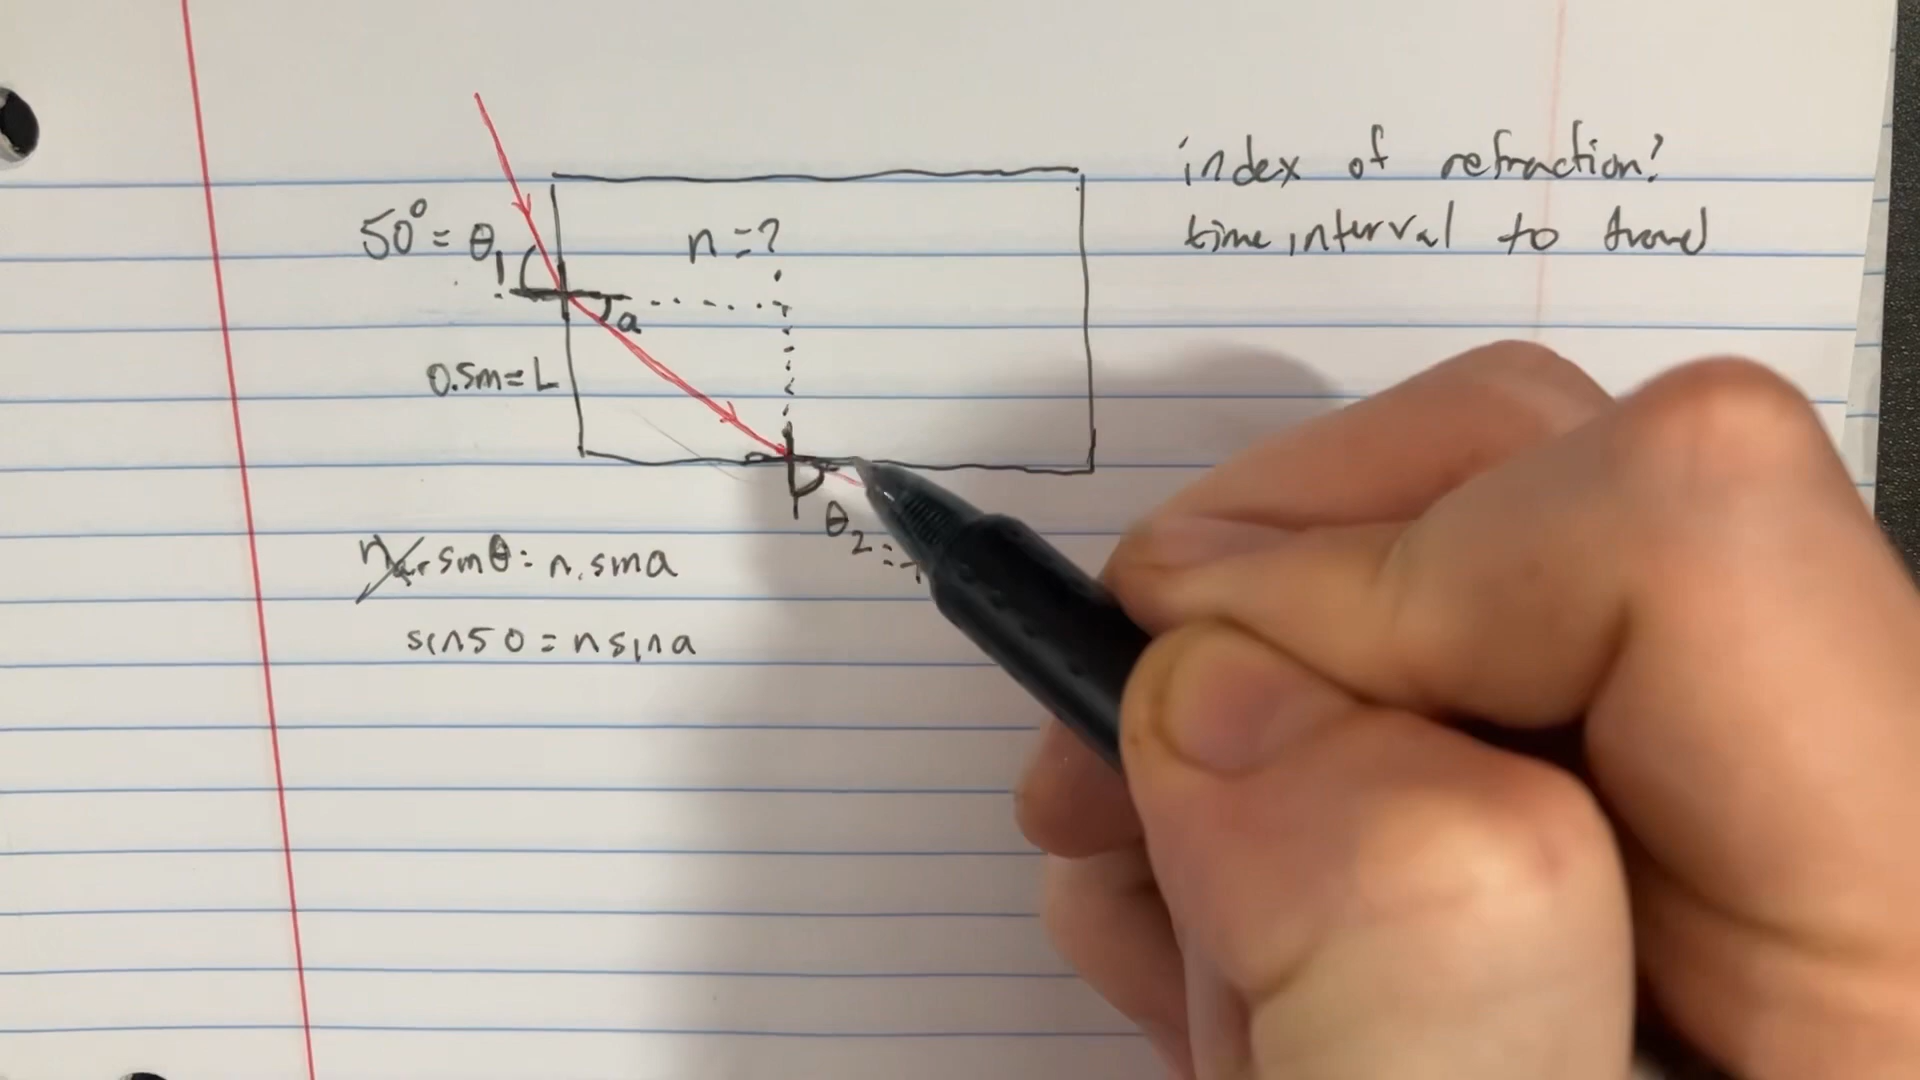 index of refraction?
time interval to travel
50° = θ₁
n = ?
a
0.5m = L
θ₂ =
sinθ = n sina
sin50 = n sina